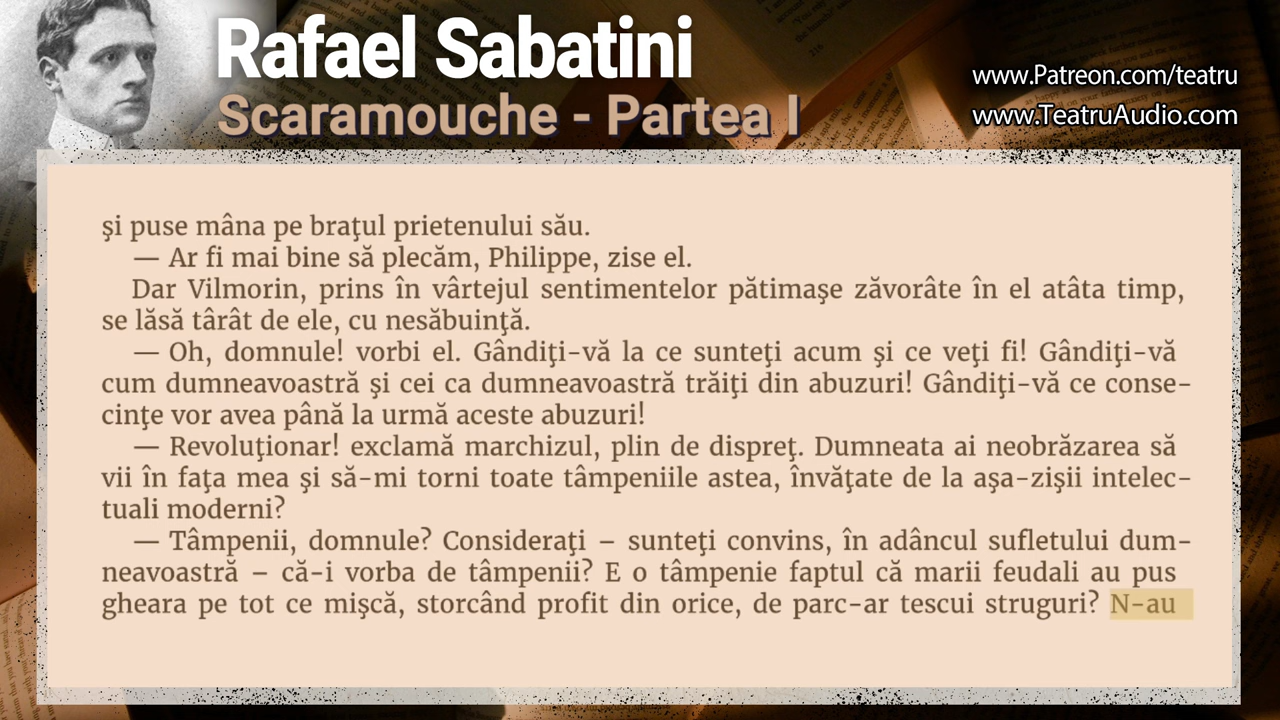 Rafael Sabatini
Scaramouche - Partea I
www.Patreon.com/teatru
www.TeatruAudio.com
şi puse mâna pe braţul prietenului său.
— Ar fi mai bine să plecăm, Philippe, zise el.
Dar Vilmorin, prins în vârtejul sentimentelor pătimaşe zăvorâte în el atâta timp,
se lăsă târât de ele, cu nesăbuinţă.
— Oh, domnule! vorbi el. Gândiţi-vă la ce sunteţi acum şi ce veţi fi! Gândiţi-vă
cum dumneavoastră şi cei ca dumneavoastră trăiţi din abuzuri! Gândiţi-vă ce conse-
cinţe vor avea până la urmă aceste abuzuri!
— Revoluţionar! exclamă marchizul, plin de dispreţ. Dumneata ai neobrăzarea să
vii în faţa mea şi să-mi torni toate tâmpeniile astea, învăţate de la aşa-zişii intelec-
tuali moderni?
— Tâmpenii, domnule? Consideraţi – sunteţi convins, în adâncul sufletului dum-
neavoastră – că-i vorba de tâmpenii? E o tâmpenie faptul că marii feudali au pus
gheara pe tot ce mişcă, storcând profit din orice, de parc-ar tescui struguri? N-au